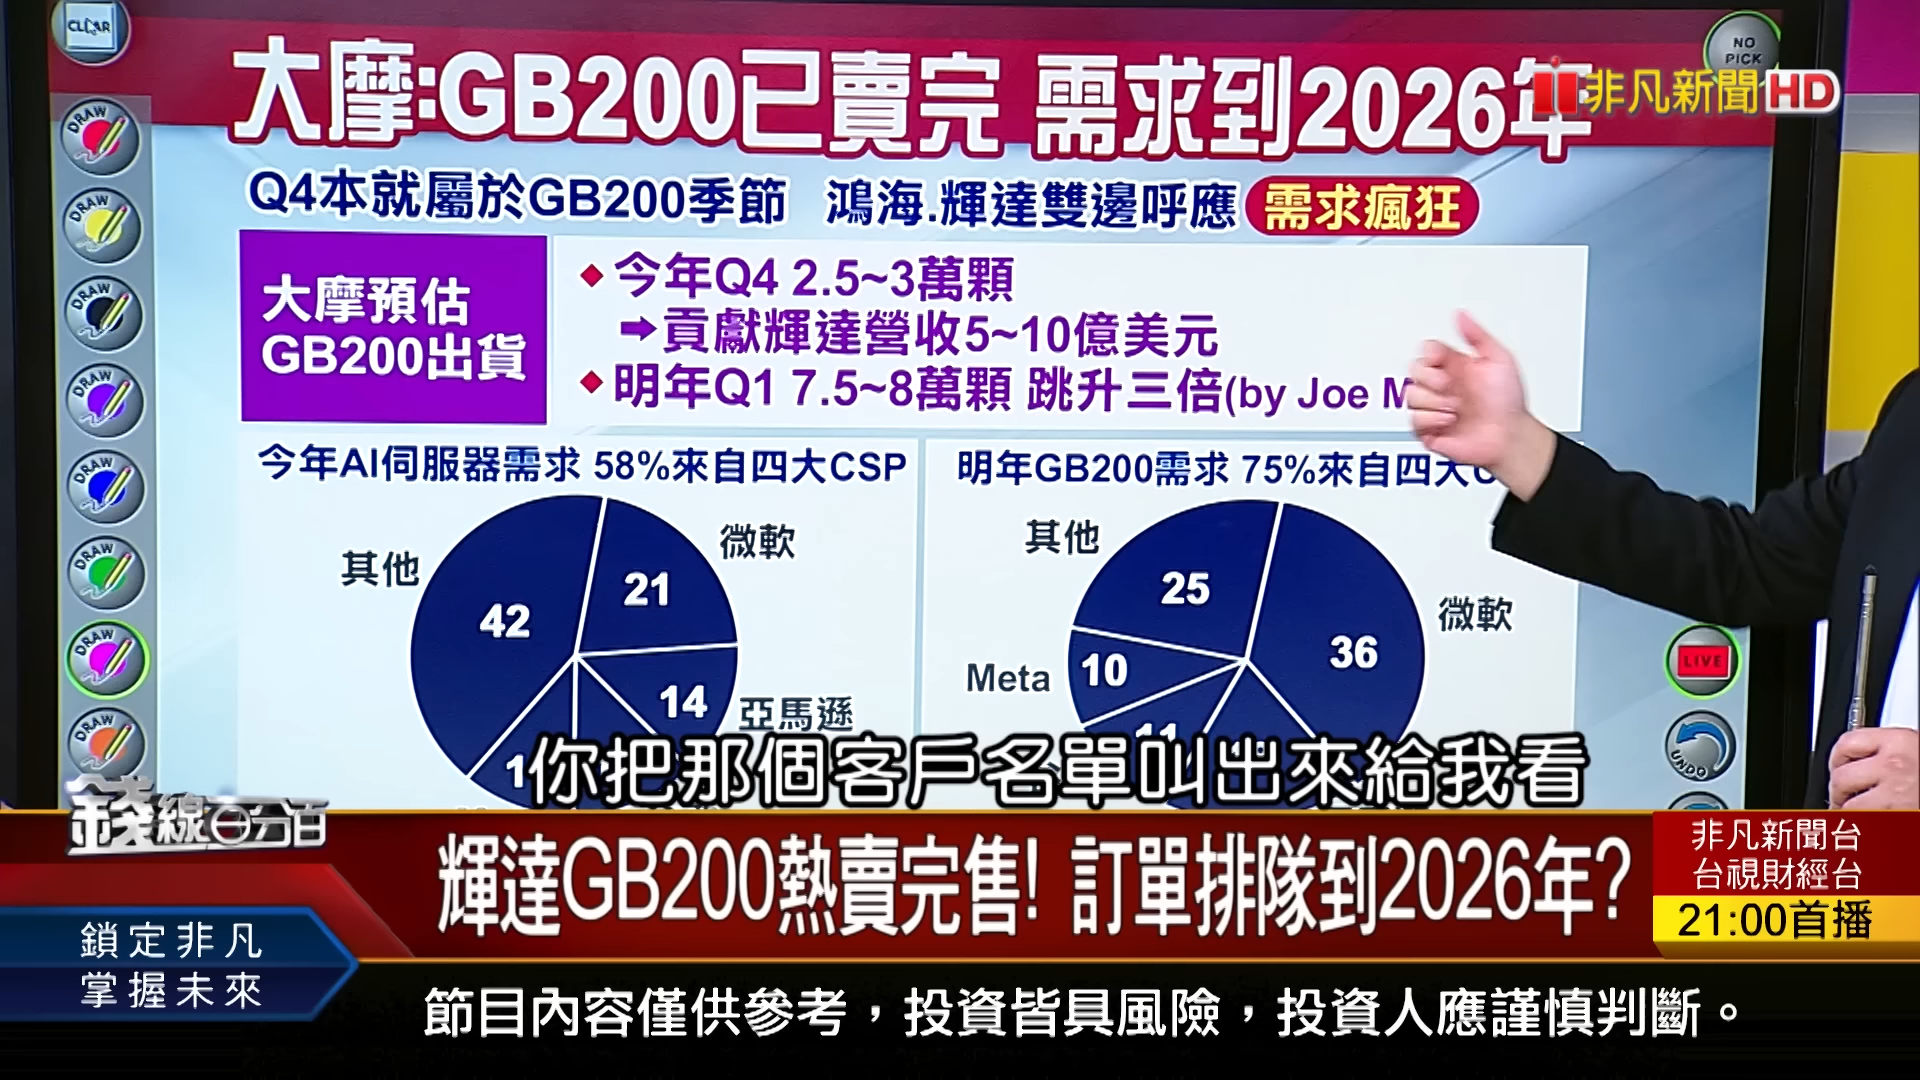 CLEAR
NO PICK
大摩:GB200已賣完 需求到2026年
非凡新聞HD
Q4本就屬於GB200季節 鴻海.輝達雙邊呼應 需求瘋狂
大摩預估
GB200出貨
今年Q4 2.5~3萬顆
➡貢獻輝達營收5~10億美元
明年Q1 7.5~8萬顆 跳升三倍(by Joe
今年AI伺服器需求 58%來自四大CSP
明年GB200需求 75%來自四大
其他
42
21
微軟
14
亞馬遜
其他
25
微軟
36
Meta
10
11
DRAW
DRAW
DRAW
DRAW
DRAW
DRAW
DRAW
DRAW
LIVE
UNDO
你把那個客戶名單叫出來給我看
錢線百分百
輝達GB200熱賣完售! 訂單排隊到2026年?
非凡新聞台
台視財經台
21:00首播
鎖定非凡
掌握未來
節目內容僅供參考，投資皆具風險，投資人應謹慎判斷。